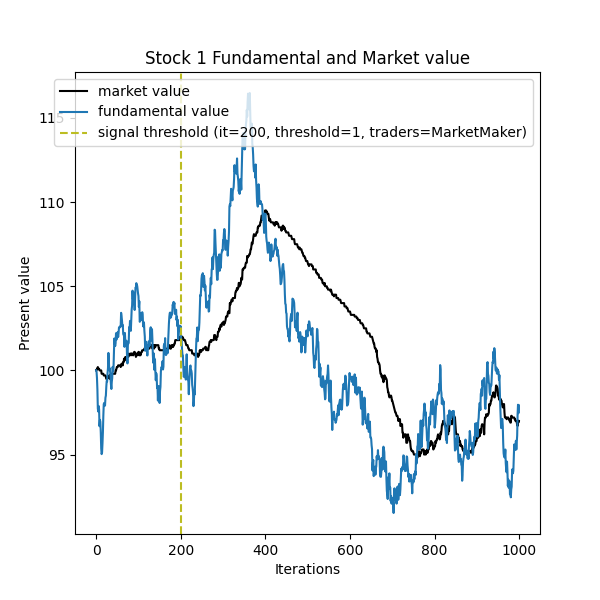 Stock 1 Fundamental and Market value
market value
fundamental value
signal threshold (it=200, threshold=1, traders=MarketMaker)
115
110
105
100
95
Present value
0 200 400 600 800 1000
Iterations